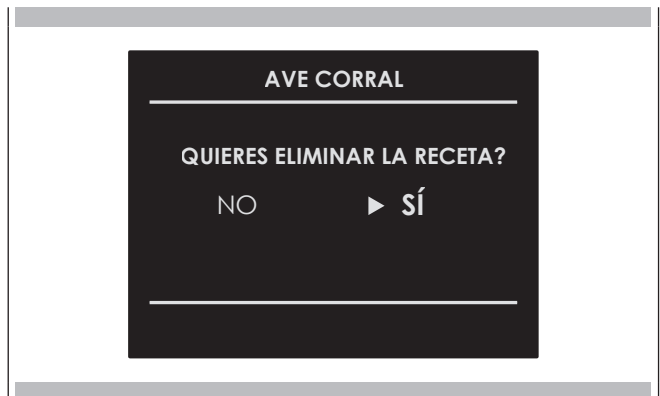 AVE CORRAL
QUIERES ELIMINAR LA RECETA?
NO ▶ SÍ